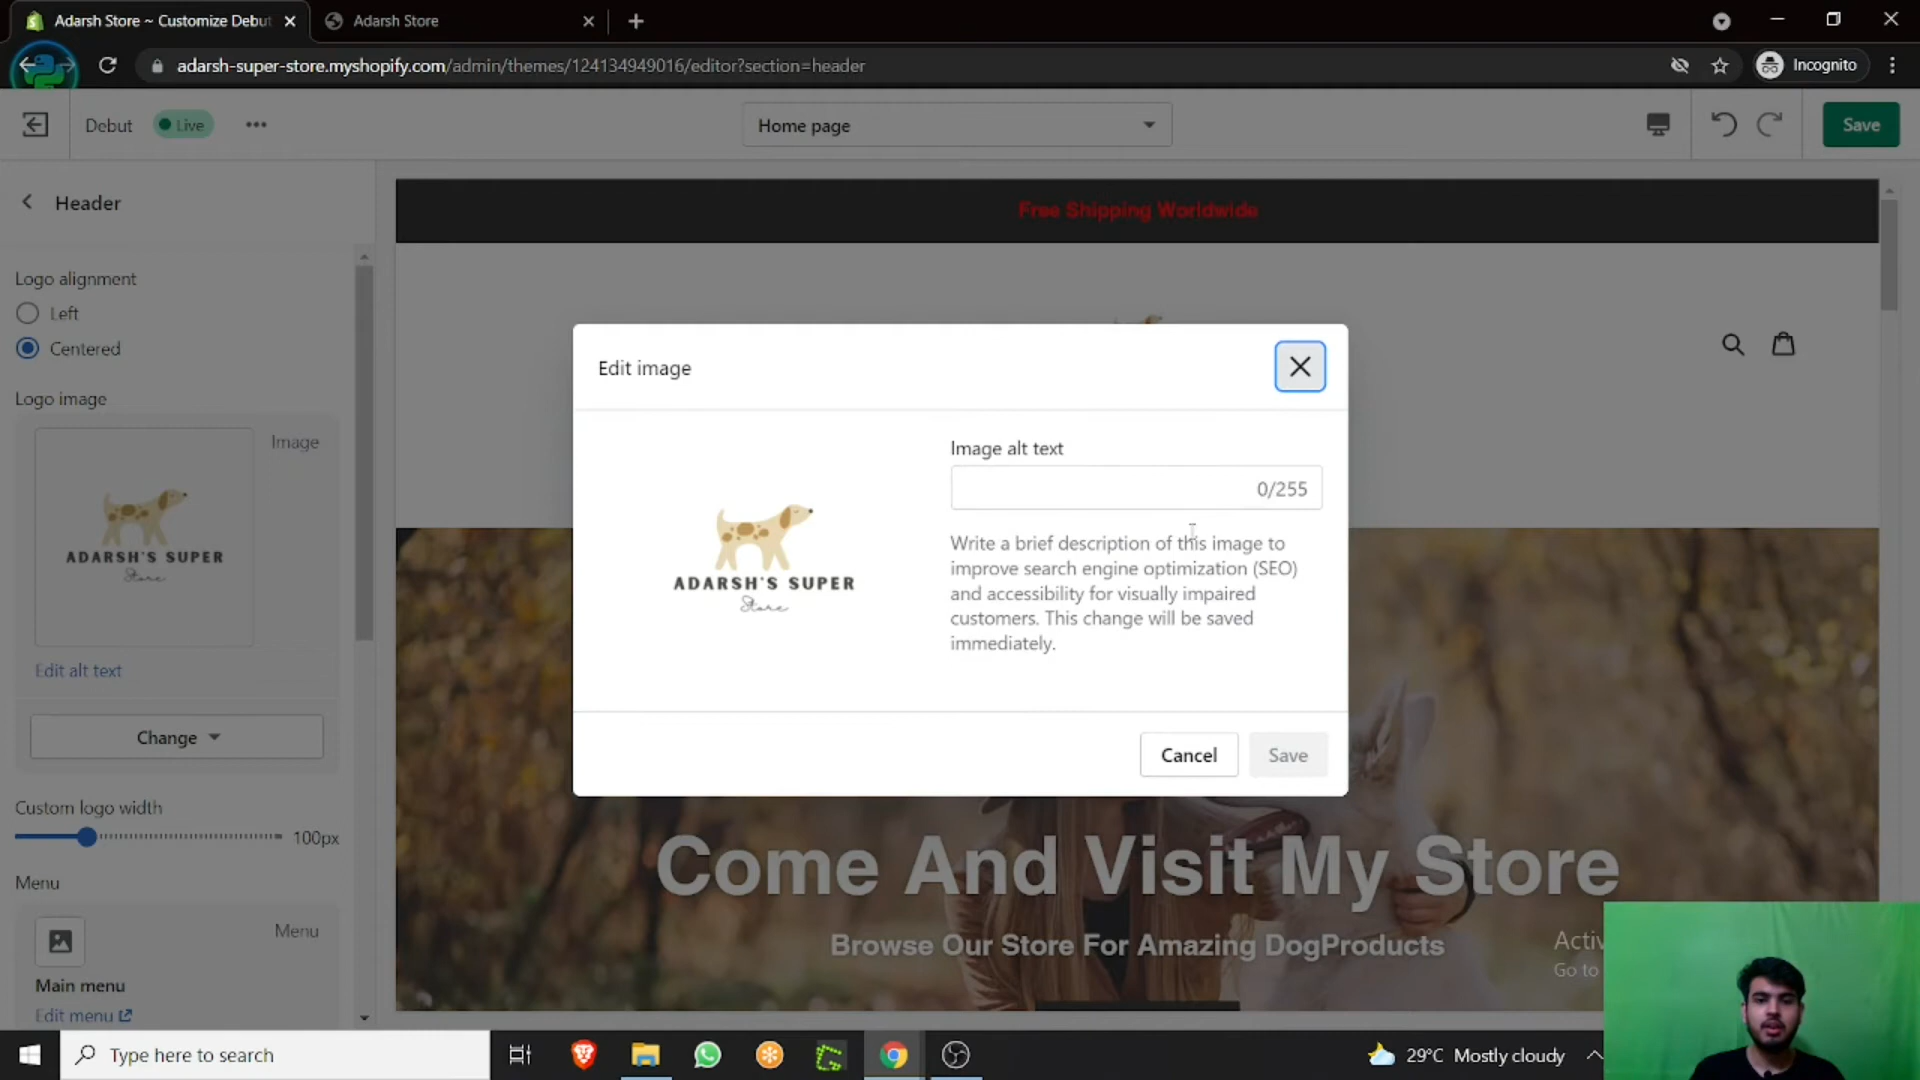 Adarsh Store ~ Customize Debut
Adarsh Store
adarsh-super-store.myshopify.com/admin/themes/124134949016/editor?section=header
Incognito
Debut
Live
Home page
Save
Header
Free Shipping Worldwide
Logo alignment
Left
Centered
Logo image
Image
ADARSH'S SUPER
Store
Edit alt text
Change
Custom logo width
100px
Menu
Menu
Main menu
Edit menu
Edit image
ADARSH'S SUPER
Store
Image alt text
0/255
Write a brief description of this image to
improve search engine optimization (SEO)
and accessibility for visually impaired
customers. This change will be saved
immediately.
Cancel
Save
Come And Visit My Store
Browse Our Store For Amazing DogProducts
Activ
Go to
Type here to search
29°C Mostly cloudy